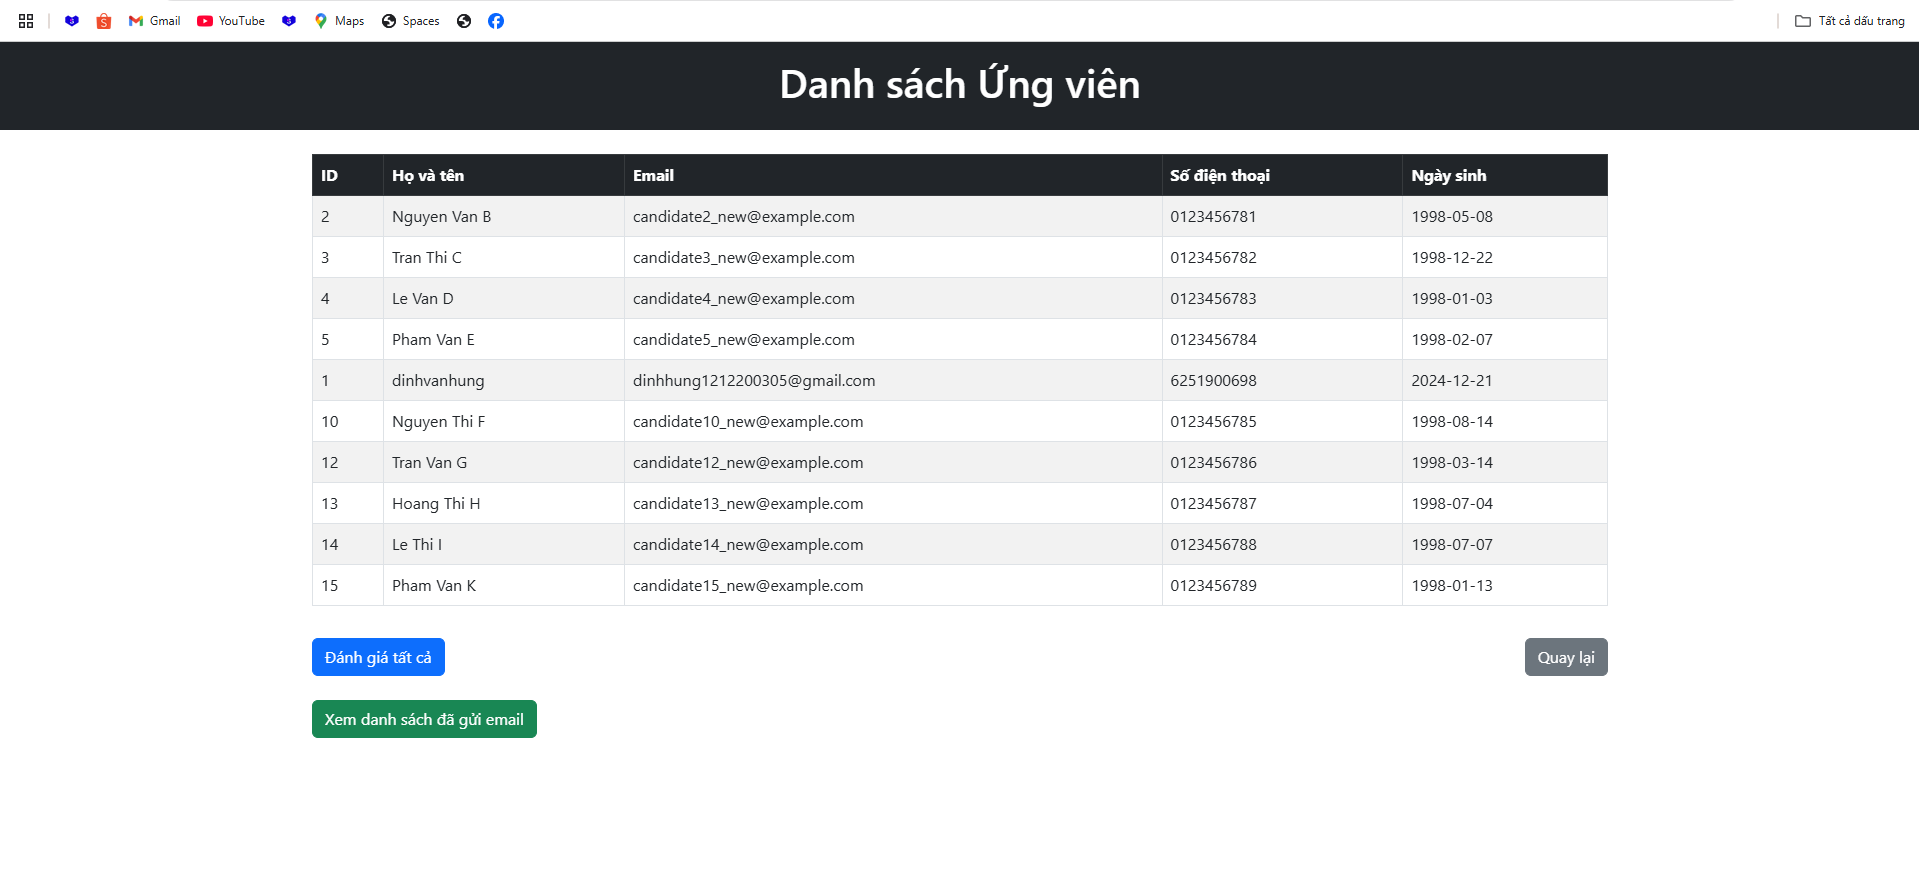 Gmail YouTube Maps Spaces Tất cả dấu trang
Danh sách Ứng viên
ID Họ và tên Email Số điện thoại Ngày sinh
2 Nguyen Van B candidate2_new@example.com 0123456781 1998-05-08
3 Tran Thi C candidate3_new@example.com 0123456782 1998-12-22
4 Le Van D candidate4_new@example.com 0123456783 1998-01-03
5 Pham Van E candidate5_new@example.com 0123456784 1998-02-07
1 dinhvanhung dinhhung1212200305@gmail.com 6251900698 2024-12-21
10 Nguyen Thi F candidate10_new@example.com 0123456785 1998-08-14
12 Tran Van G candidate12_new@example.com 0123456786 1998-03-14
13 Hoang Thi H candidate13_new@example.com 0123456787 1998-07-04
14 Le Thi I candidate14_new@example.com 0123456788 1998-07-07
15 Pham Van K candidate15_new@example.com 0123456789 1998-01-13
Đánh giá tất cả Quay lại
Xem danh sách đã gửi email